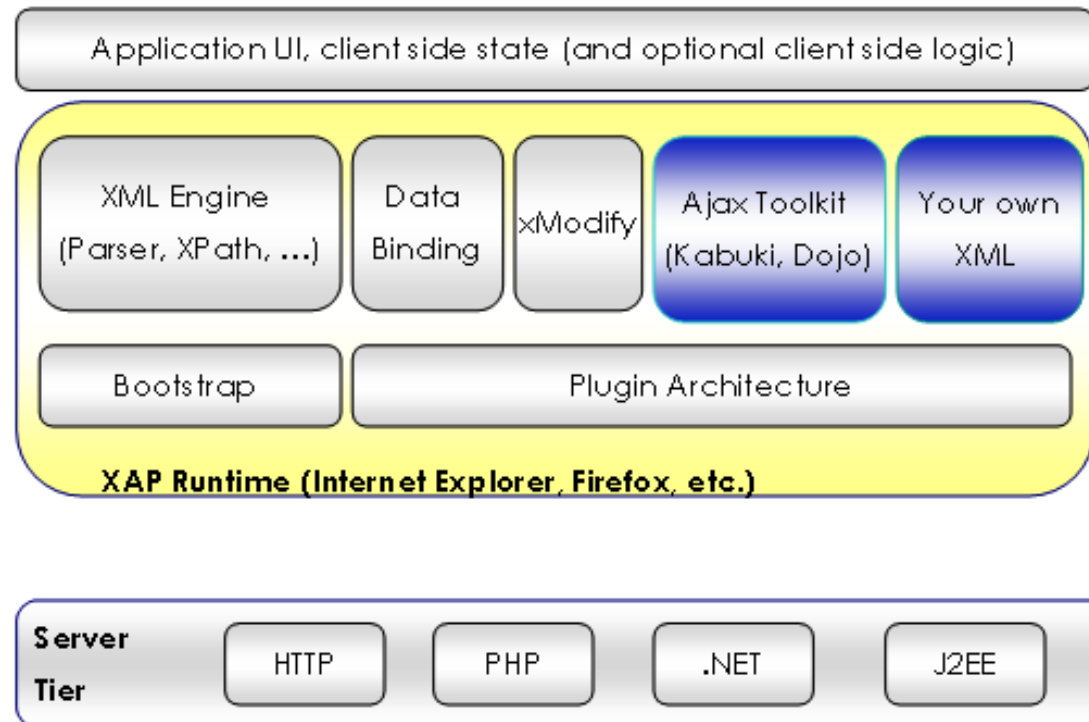 Application UI, client side state (and optional client side logic)
XML Engine
(Parser, XPath, ...)
Data
Binding
xModify
Ajax Toolkit
(Kabuki, Dojo)
Your own
XML
Bootstrap
Plugin Architecture
XAP Runtime (Internet Explorer, Firefox, etc.)
Server
Tier
HTTP
PHP
.NET
J2EE